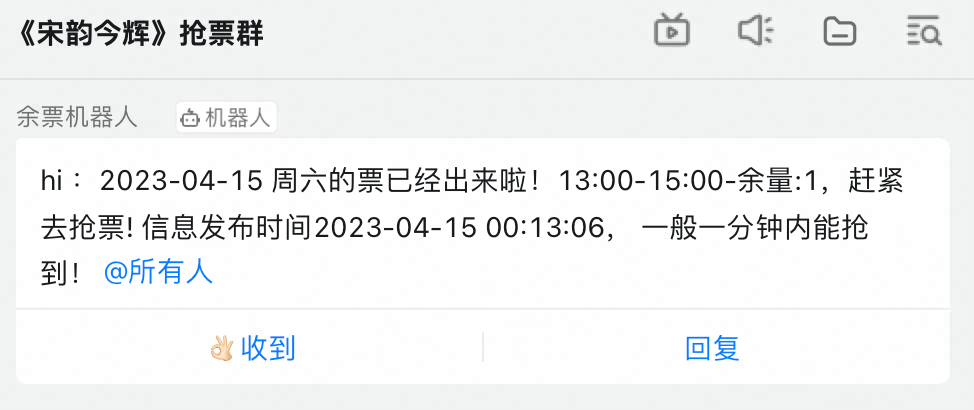 《宋韵今辉》抢票群
余票机器人 机器人
hi： 2023-04-15 周六的票已经出来啦！13:00-15:00-余量:1，赶紧
去抢票! 信息发布时间2023-04-15 00:13:06， 一般一分钟内能抢
到！ @所有人
👌🏻收到 回复